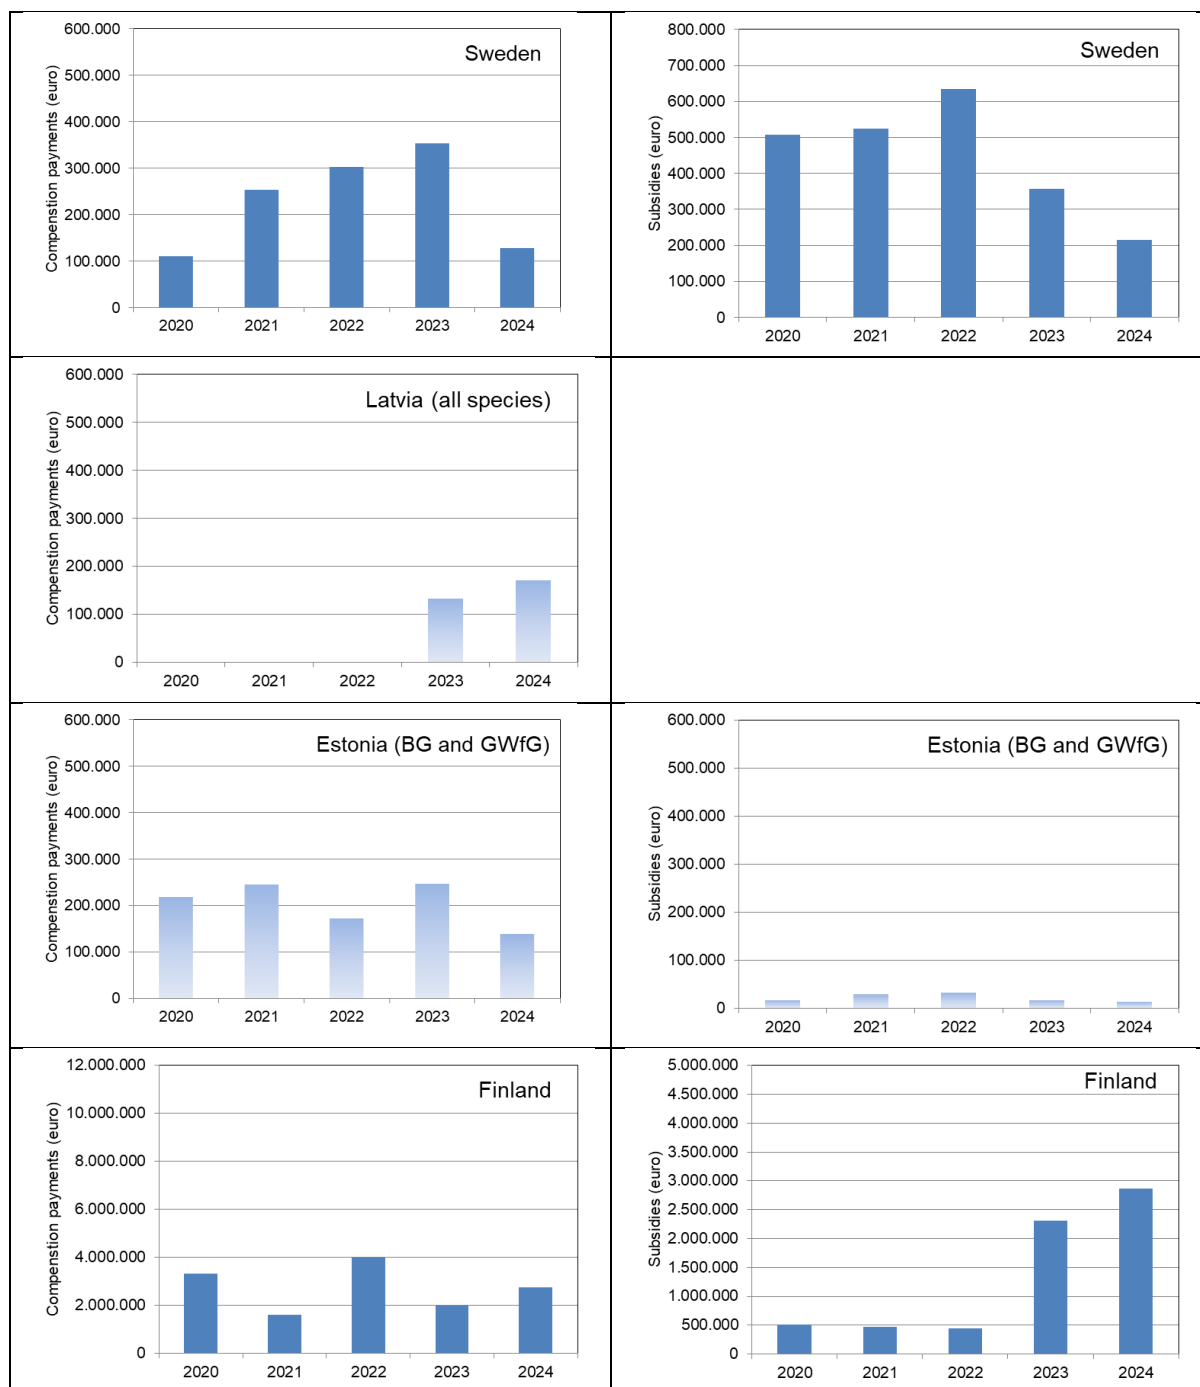 Sweden
Compenstion payments (euro)
600.000
500.000
400.000
300.000
200.000
100.000
0
2020 2021 2022 2023 2024
Sweden
Subsidies (euro)
800.000
700.000
600.000
500.000
400.000
300.000
200.000
100.000
0
2020 2021 2022 2023 2024
Latvia (all species)
Compenstion payments (euro)
600.000
500.000
400.000
300.000
200.000
100.000
0
2020 2021 2022 2023 2024
Estonia (BG and GWfG)
Compenstion payments (euro)
600.000
500.000
400.000
300.000
200.000
100.000
0
2020 2021 2022 2023 2024
Estonia (BG and GWfG)
Subsidies (euro)
600.000
500.000
400.000
300.000
200.000
100.000
0
2020 2021 2022 2023 2024
Finland
Compenstion payments (euro)
12.000.000
10.000.000
8.000.000
6.000.000
4.000.000
2.000.000
0
2020 2021 2022 2023 2024
Finland
Subsidies (euro)
5.000.000
4.500.000
4.000.000
3.500.000
3.000.000
2.500.000
2.000.000
1.500.000
1.000.000
500.000
0
2020 2021 2022 2023 2024